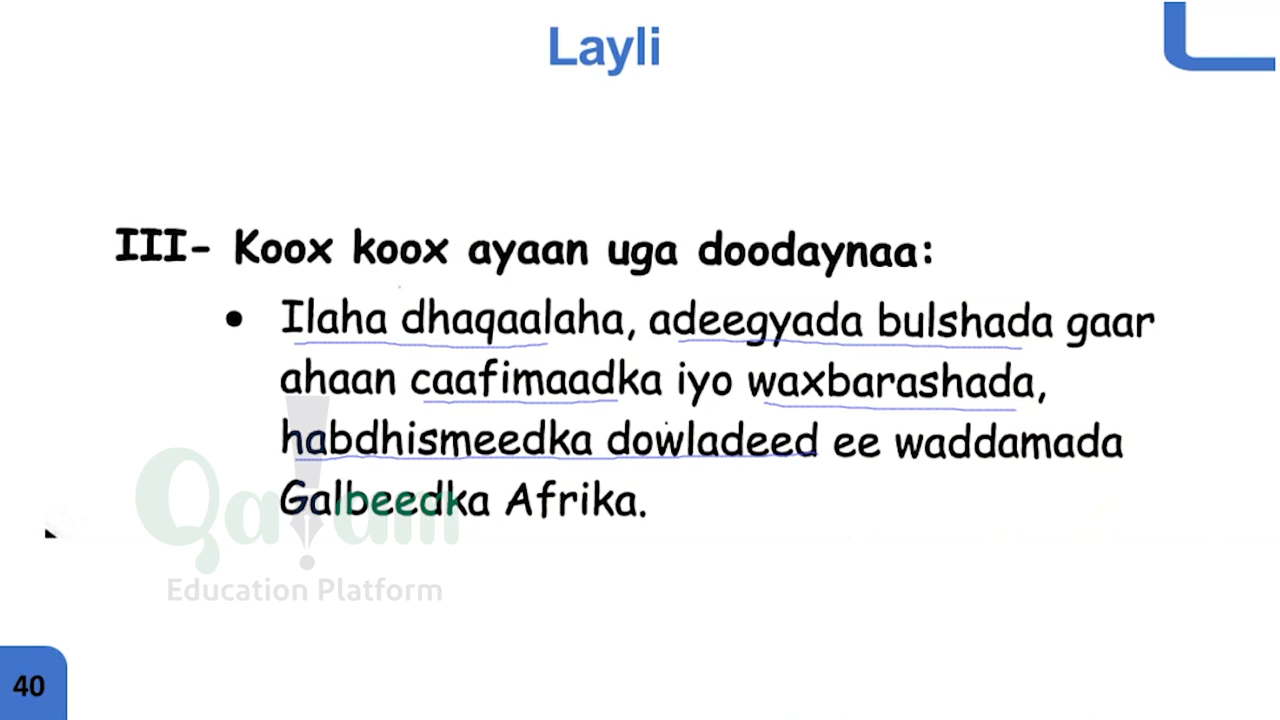 Layli
III- Koox koox ayaan uga doodaynaa:
• Ilaha dhaqaalaha, adeegyada bulshada gaar
ahaan caafimaadka iyo waxbarashada,
habdhismeedka dowladeed ee waddamada
Galbeedka Afrika.
Qalam
Education Platform
40